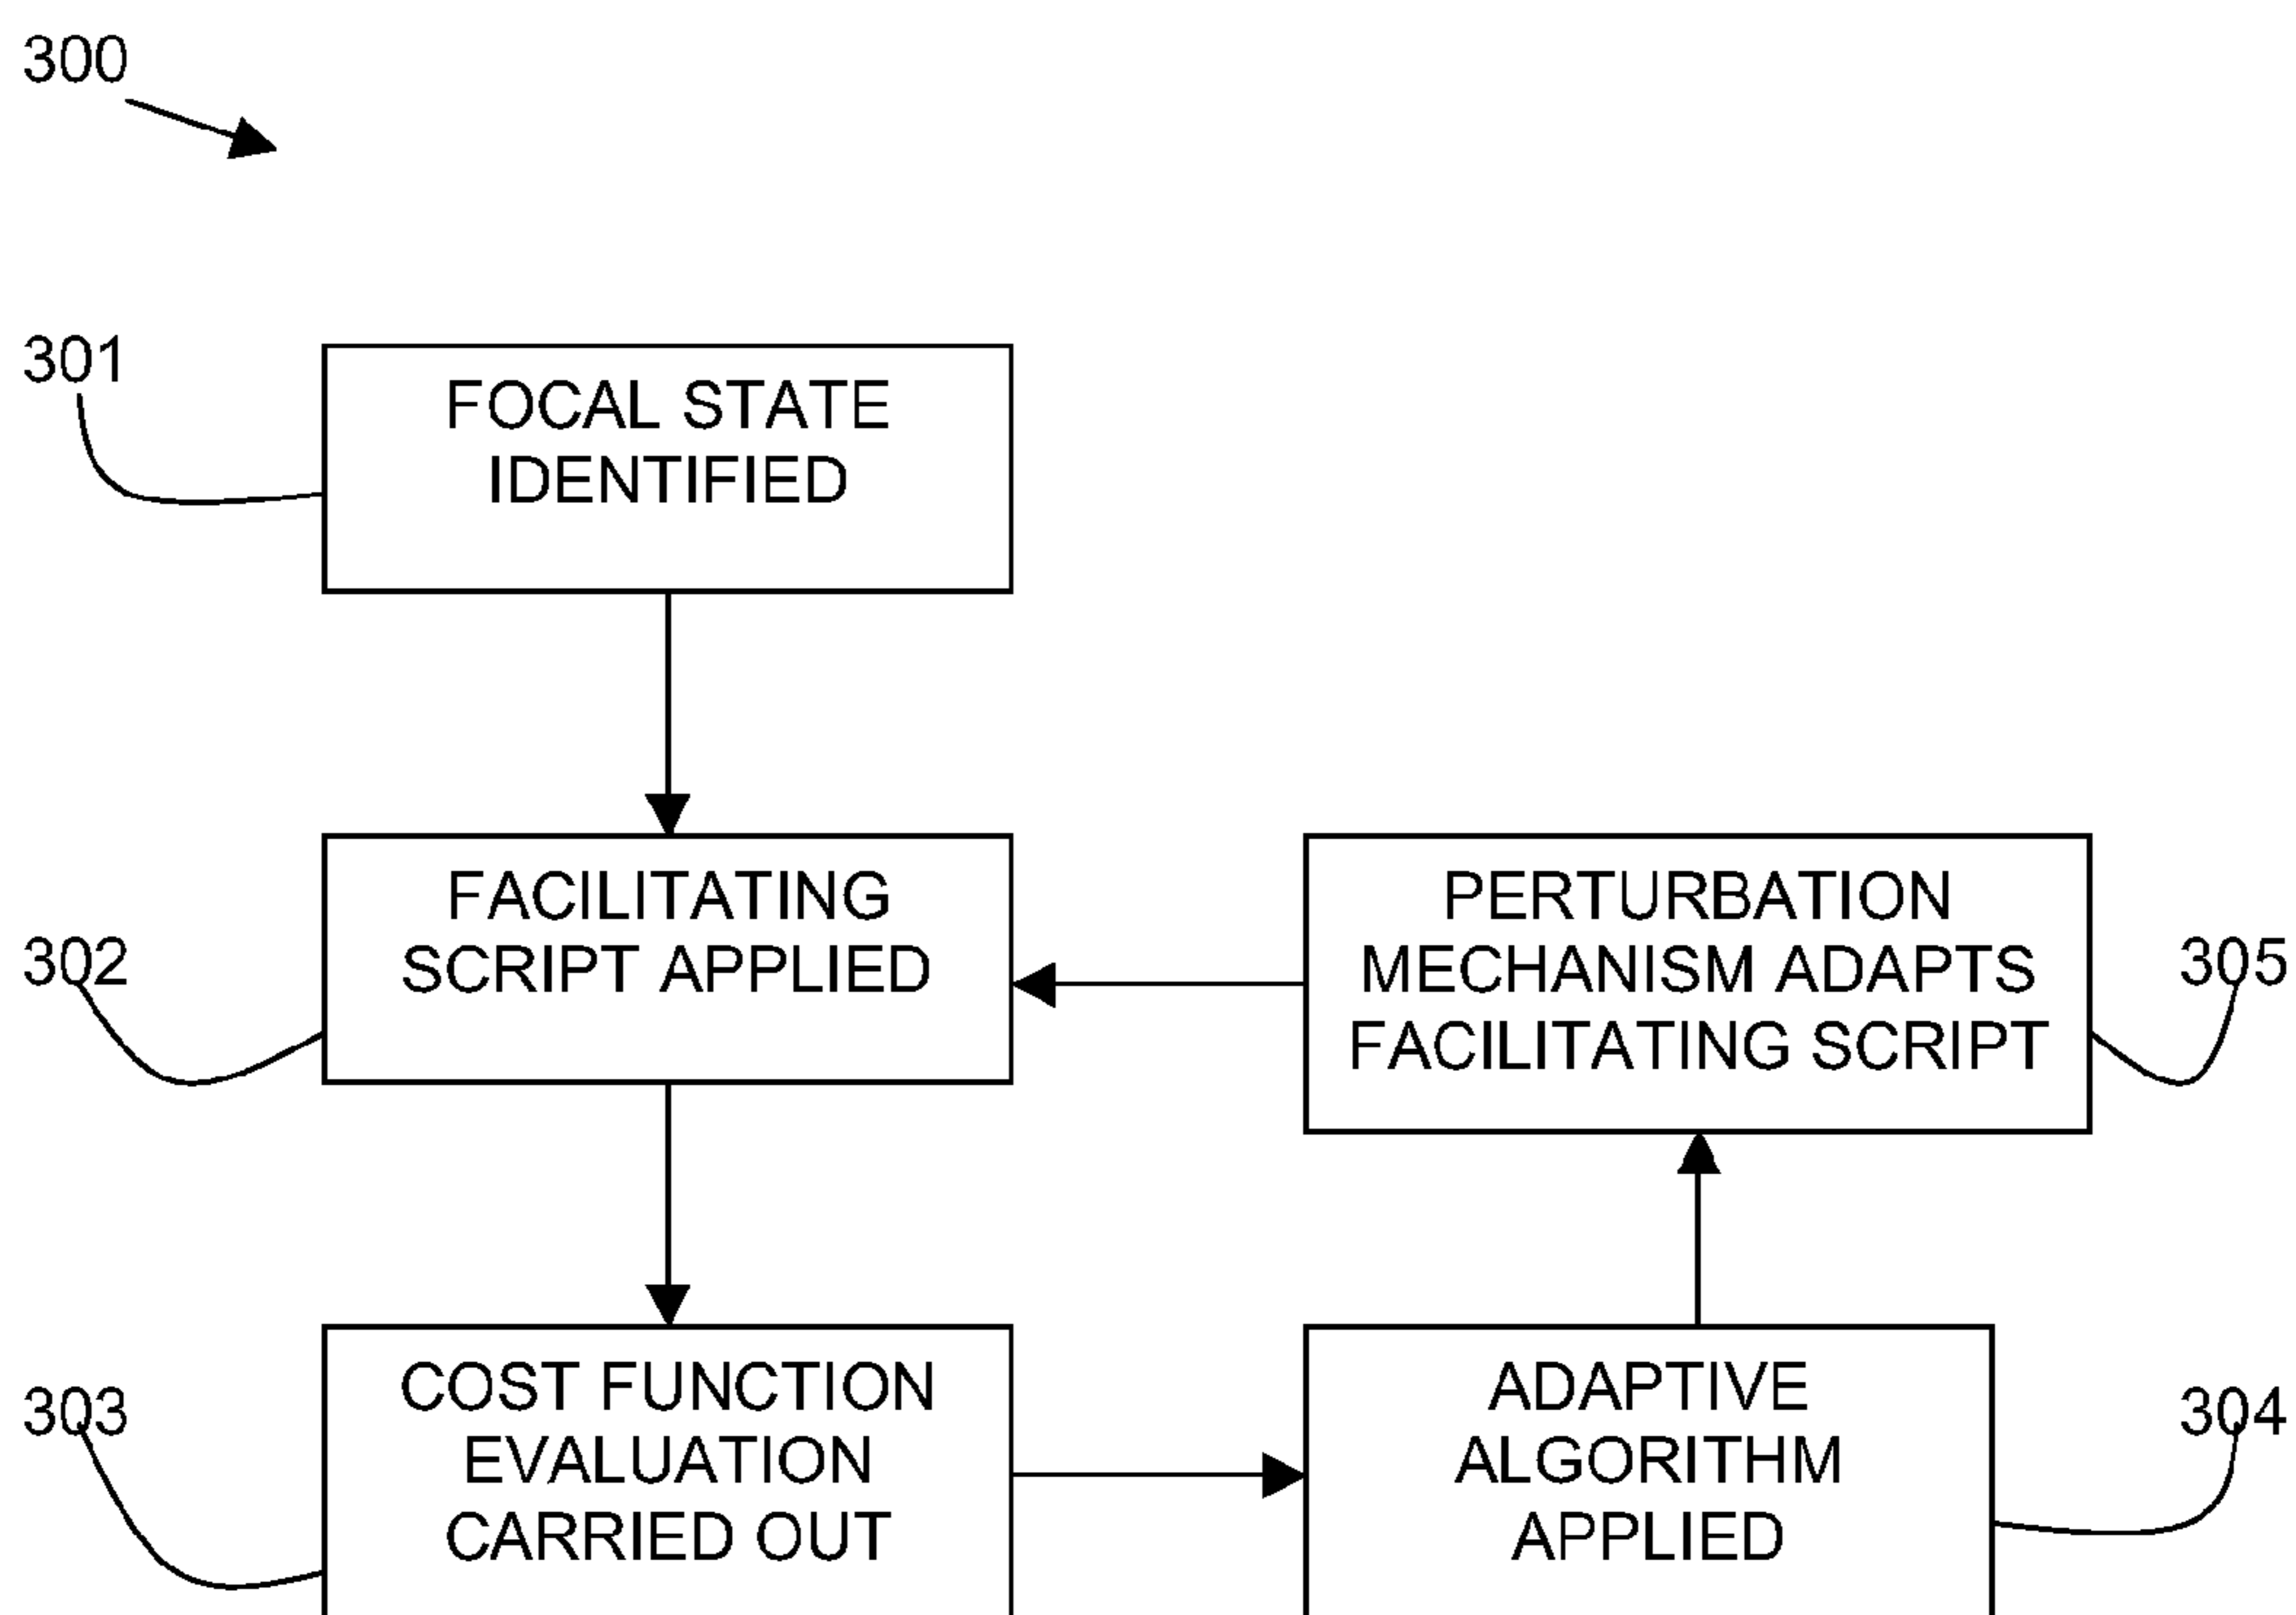 300
301
FOCAL STATE
IDENTIFIED
302
FACILITATING
SCRIPT APPLIED
PERTURBATION
MECHANISM ADAPTS
FACILITATING SCRIPT
305
303
COST FUNCTION
EVALUATION
CARRIED OUT
ADAPTIVE
ALGORITHM
APPLIED
304